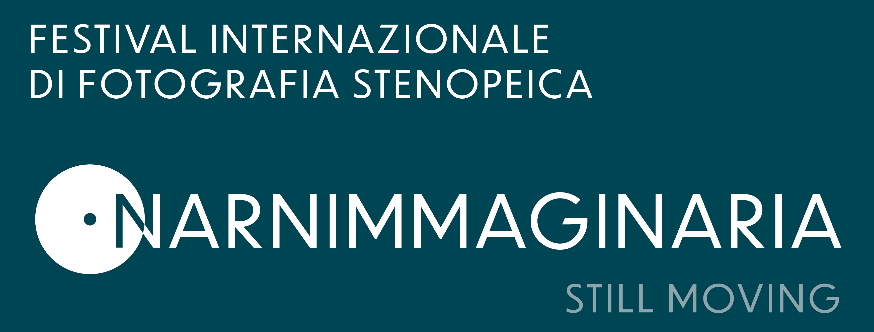 FESTIVAL INTERNAZIONALE
DI FOTOGRAFIA STENOPEICA
NARNIMMAGINARIA
STILL MOVING